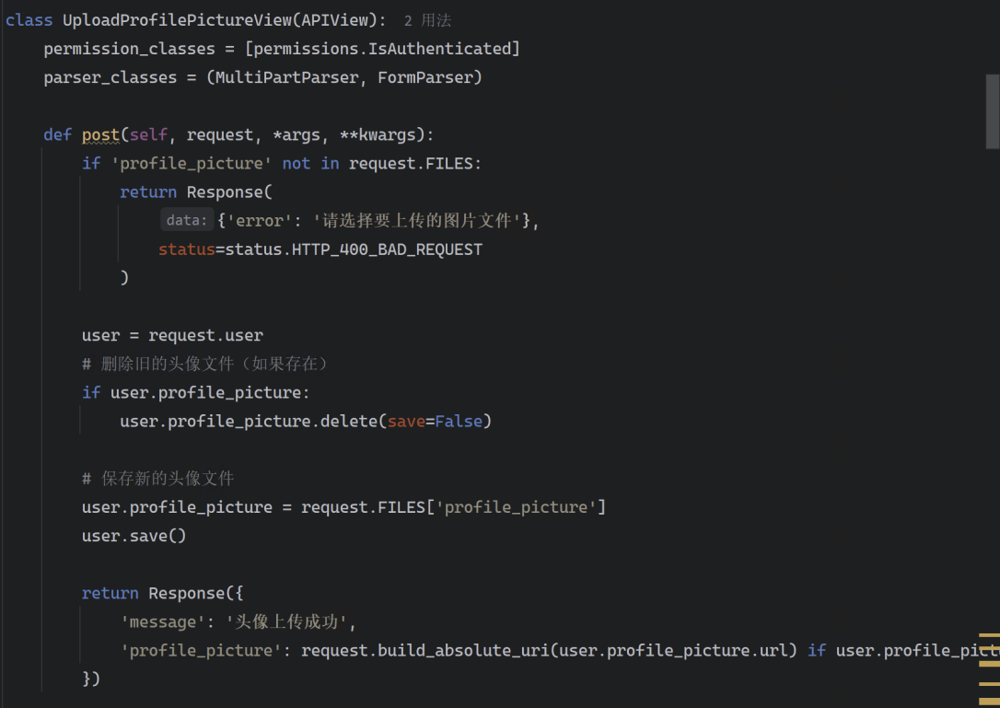 class UploadProfilePictureView(APIView): 2 用法
permission_classes = [permissions.IsAuthenticated]
parser_classes = (MultiPartParser, FormParser)
def post(self, request, *args, **kwargs):
if 'profile_picture' not in request.FILES:
return Response(
data: {'error': '请选择要上传的图片文件'},
status=status.HTTP_400_BAD_REQUEST
)
user = request.user
# 删除旧的头像文件（如果存在）
if user.profile_picture:
user.profile_picture.delete(save=False)
# 保存新的头像文件
user.profile_picture = request.FILES['profile_picture']
user.save()
return Response({
'message': '头像上传成功',
'profile_picture': request.build_absolute_uri(user.profile_picture.url) if
})